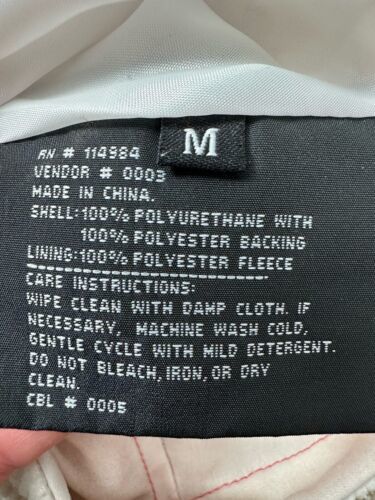 M
RN # 114984
VENDOR # 0003
MADE IN CHINA.
SHELL:100% POLYURETHANE WITH
100% POLYESTER BACKING
LINING:100% POLYESTER FLEECE
CARE INSTRUCTIONS:
WIPE CLEAN WITH DAMP CLOTH. IF
NECESSARY, MACHINE WASH COLD,
GENTLE CYCLE WITH MILD DETERGENT.
DO NOT BLEACH, IRON, OR DRY
CLEAN.
CBL # 0005